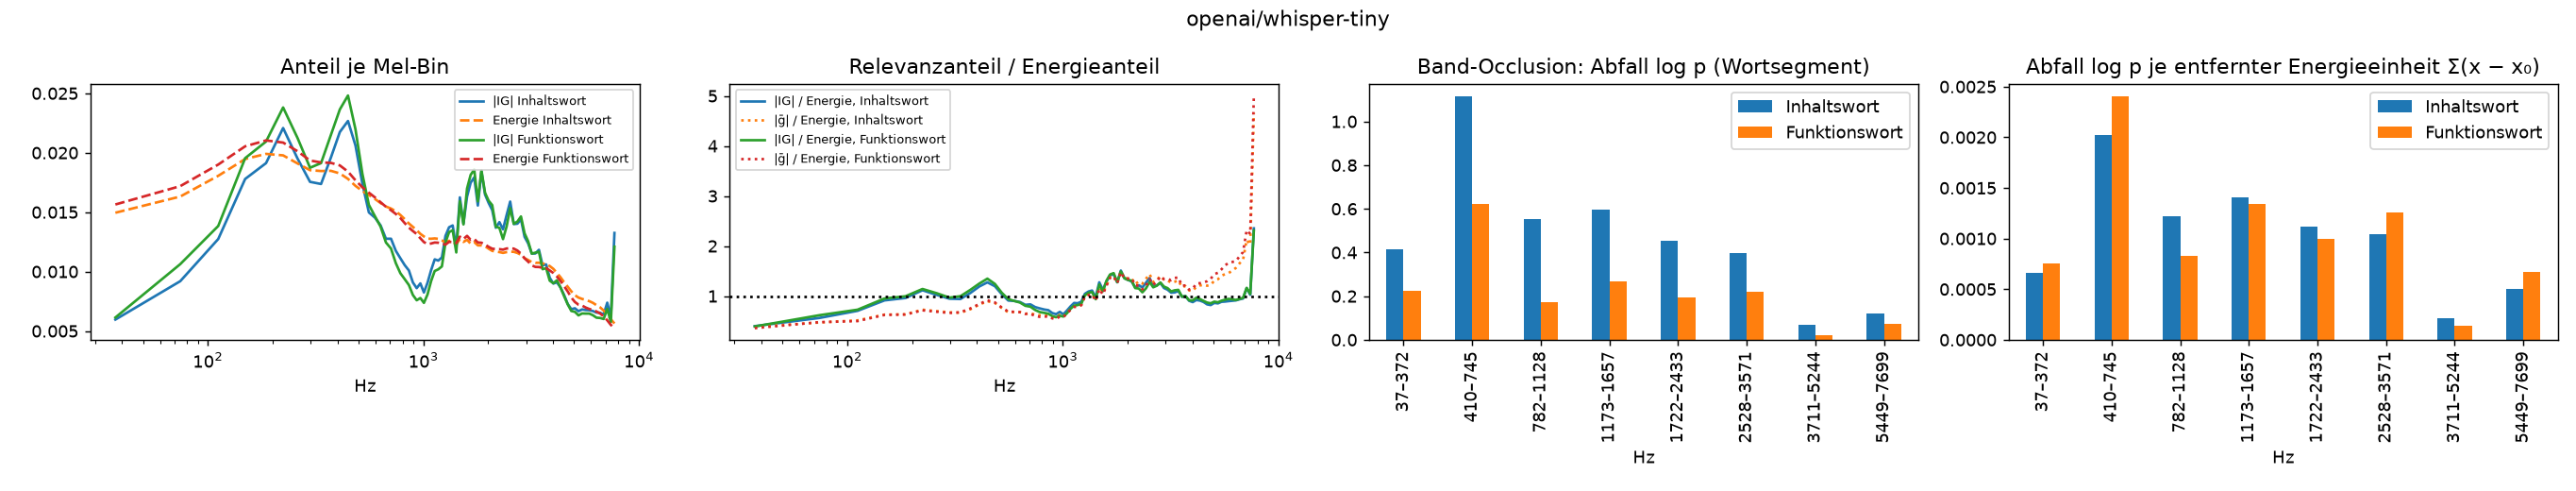 openai/whisper-tiny
Anteil je Mel-Bin
0.025
0.020
0.015
0.010
0.005
|IG| Inhaltswort
Energie Inhaltswort
|IG| Funktionswort
Energie Funktionswort
10²
10³
10⁴
Hz
Relevanzanteil / Energieanteil
5
4
3
2
1
|IG| / Energie, Inhaltswort
|ḡ| / Energie, Inhaltswort
|IG| / Energie, Funktionswort
|ḡ| / Energie, Funktionswort
10²
10³
10⁴
Hz
Band-Occlusion: Abfall log p (Wortsegment)
1.0
0.8
0.6
0.4
0.2
0.0
Inhaltswort
Funktionswort
37–372
410–745
782–1128
1173–1657
1722–2433
2528–3571
3711–5244
5449–7699
Hz
Abfall log p je entfernter Energieeinheit Σ(x − x₀)
0.0025
0.0020
0.0015
0.0010
0.0005
0.0000
Inhaltswort
Funktionswort
37–372
410–745
782–1128
1173–1657
1722–2433
2528–3571
3711–5244
5449–7699
Hz